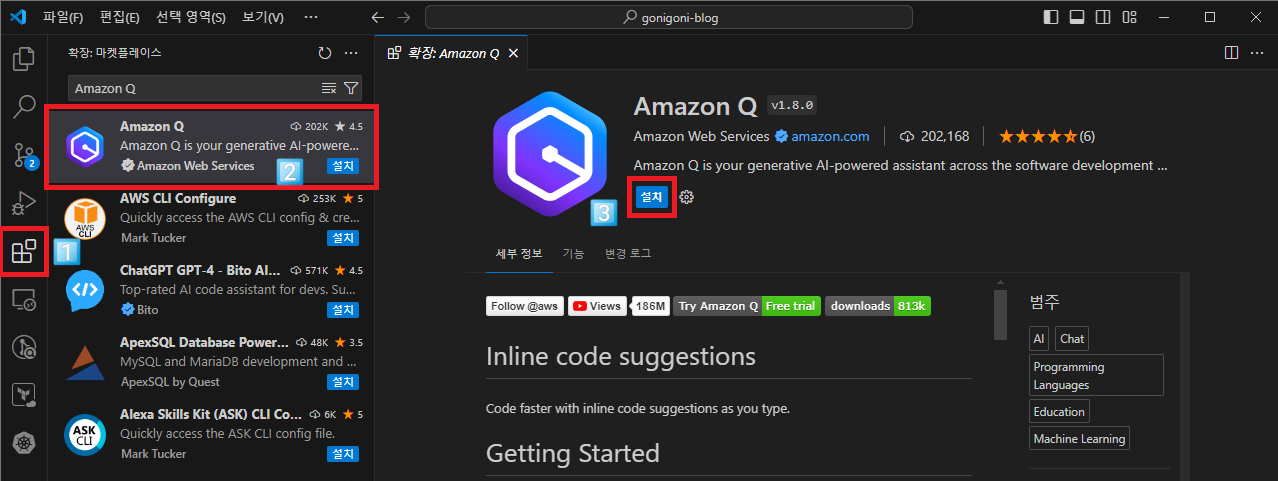 파일(F) 편집(E) 선택 영역(S) 보기(V) ···
gonigoni-blog
확장: 마켓플레이스
Amazon Q
Amazon Q 202K ★ 4.5
Amazon Q is your generative AI-powere...
Amazon Web Services 설치
AWS CLI Configure 253K ★ 5
Quickly access the AWS CLI config & cre...
Mark Tucker 설치
AWS
CLI
ChatGPT GPT-4 - Bito AI... 571K ★ 4.5
Top-rated AI code assistant for devs. Su...
Bito 설치
ApexSQL Database Power... 48K ★ 3.5
MySQL and MariaDB development and ...
ApexSQL by Quest 설치
Alexa Skills Kit (ASK) CLI Co... 6K ★ 5
Quickly access the ASK CLI config file.
Mark Tucker 설치
ASK
CLI
2
1
2
3
확장: Amazon Q
Amazon Q v1.8.0
Amazon Web Services amazon.com 202,168 ★★★★★(6)
Amazon Q is your generative AI-powered assistant across the software development ...
설치
세부 정보 기능 변경 로그
Follow @aws Views 186M Try Amazon Q Free trial downloads 813k
Inline code suggestions
Code faster with inline code suggestions as you type.
Getting Started
범주
AI Chat
Programming
Languages
Education
Machine Learning